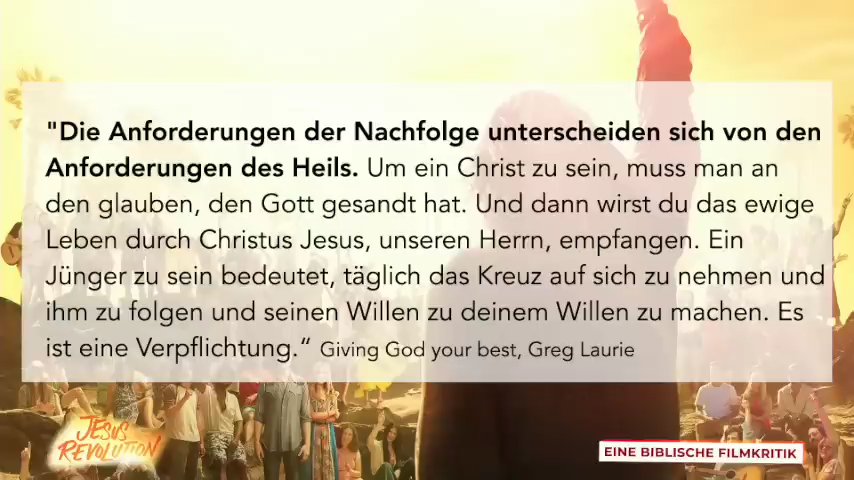 "Die Anforderungen der Nachfolge unterscheiden sich von den
Anforderungen des Heils. Um ein Christ zu sein, muss man an
den glauben, den Gott gesandt hat. Und dann wirst du das ewige
Leben durch Christus Jesus, unseren Herrn, empfangen. Ein
Jünger zu sein bedeutet, täglich das Kreuz auf sich zu nehmen und
ihm zu folgen und seinen Willen zu deinem Willen zu machen. Es
ist eine Verpflichtung.“ Giving God your best, Greg Laurie
JESUS
REVOLUTION
EINE BIBLISCHE FILMKRITIK